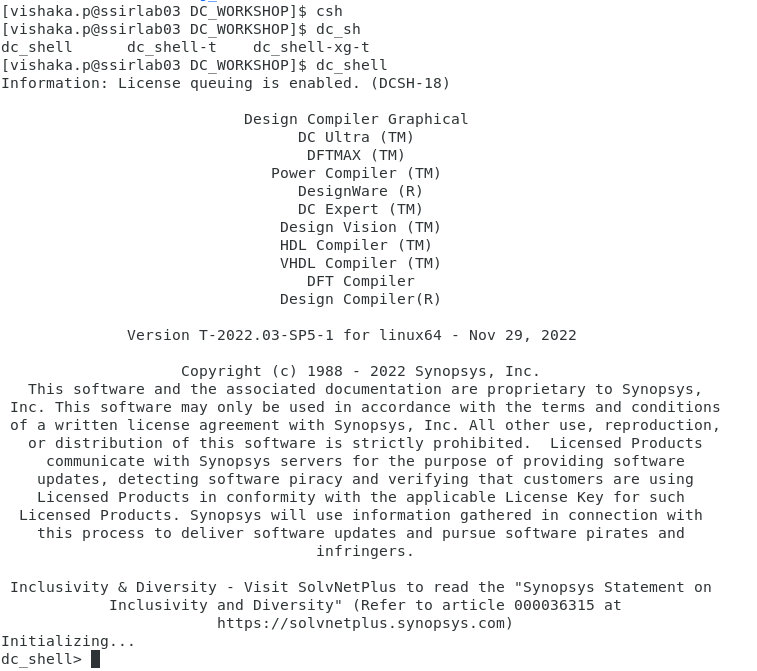 [vishaka.p@ssirlab03 DC_WORKSHOP]$ csh
[vishaka.p@ssirlab03 DC_WORKSHOP]$ dc_sh
dc_shell      dc_shell-t    dc_shell-xg-t
[vishaka.p@ssirlab03 DC_WORKSHOP]$ dc_shell
Information: License queuing is enabled. (DCSH-18)
Design Compiler Graphical
DC Ultra (TM)
DFTMAX (TM)
Power Compiler (TM)
DesignWare (R)
DC Expert (TM)
Design Vision (TM)
HDL Compiler (TM)
VHDL Compiler (TM)
DFT Compiler
Design Compiler(R)
Version T-2022.03-SP5-1 for linux64 - Nov 29, 2022
Copyright (c) 1988 - 2022 Synopsys, Inc.
This software and the associated documentation are proprietary to Synopsys,
Inc. This software may only be used in accordance with the terms and conditions
of a written license agreement with Synopsys, Inc. All other use, reproduction,
or distribution of this software is strictly prohibited.  Licensed Products
communicate with Synopsys servers for the purpose of providing software
updates, detecting software piracy and verifying that customers are using
Licensed Products in conformity with the applicable License Key for such
Licensed Products. Synopsys will use information gathered in connection with
this process to deliver software updates and pursue software pirates and
infringers.
Inclusivity & Diversity - Visit SolvNetPlus to read the "Synopsys Statement on
Inclusivity and Diversity" (Refer to article 000036315 at
https://solvnetplus.synopsys.com)
Initializing...
dc_shell>